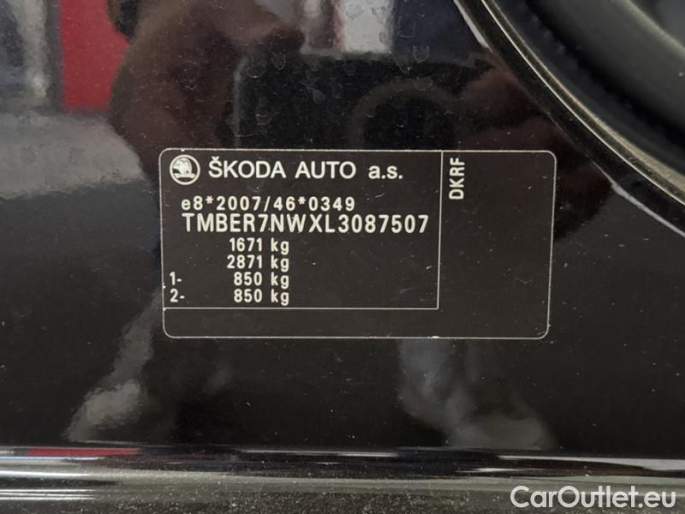 ŠKODA AUTO a.s.
DKRF
e8*2007/46*0349
TMBER7NWXL3087507
1671 kg
2871 kg
1- 850 kg
2- 850 kg
CarOutlet.eu